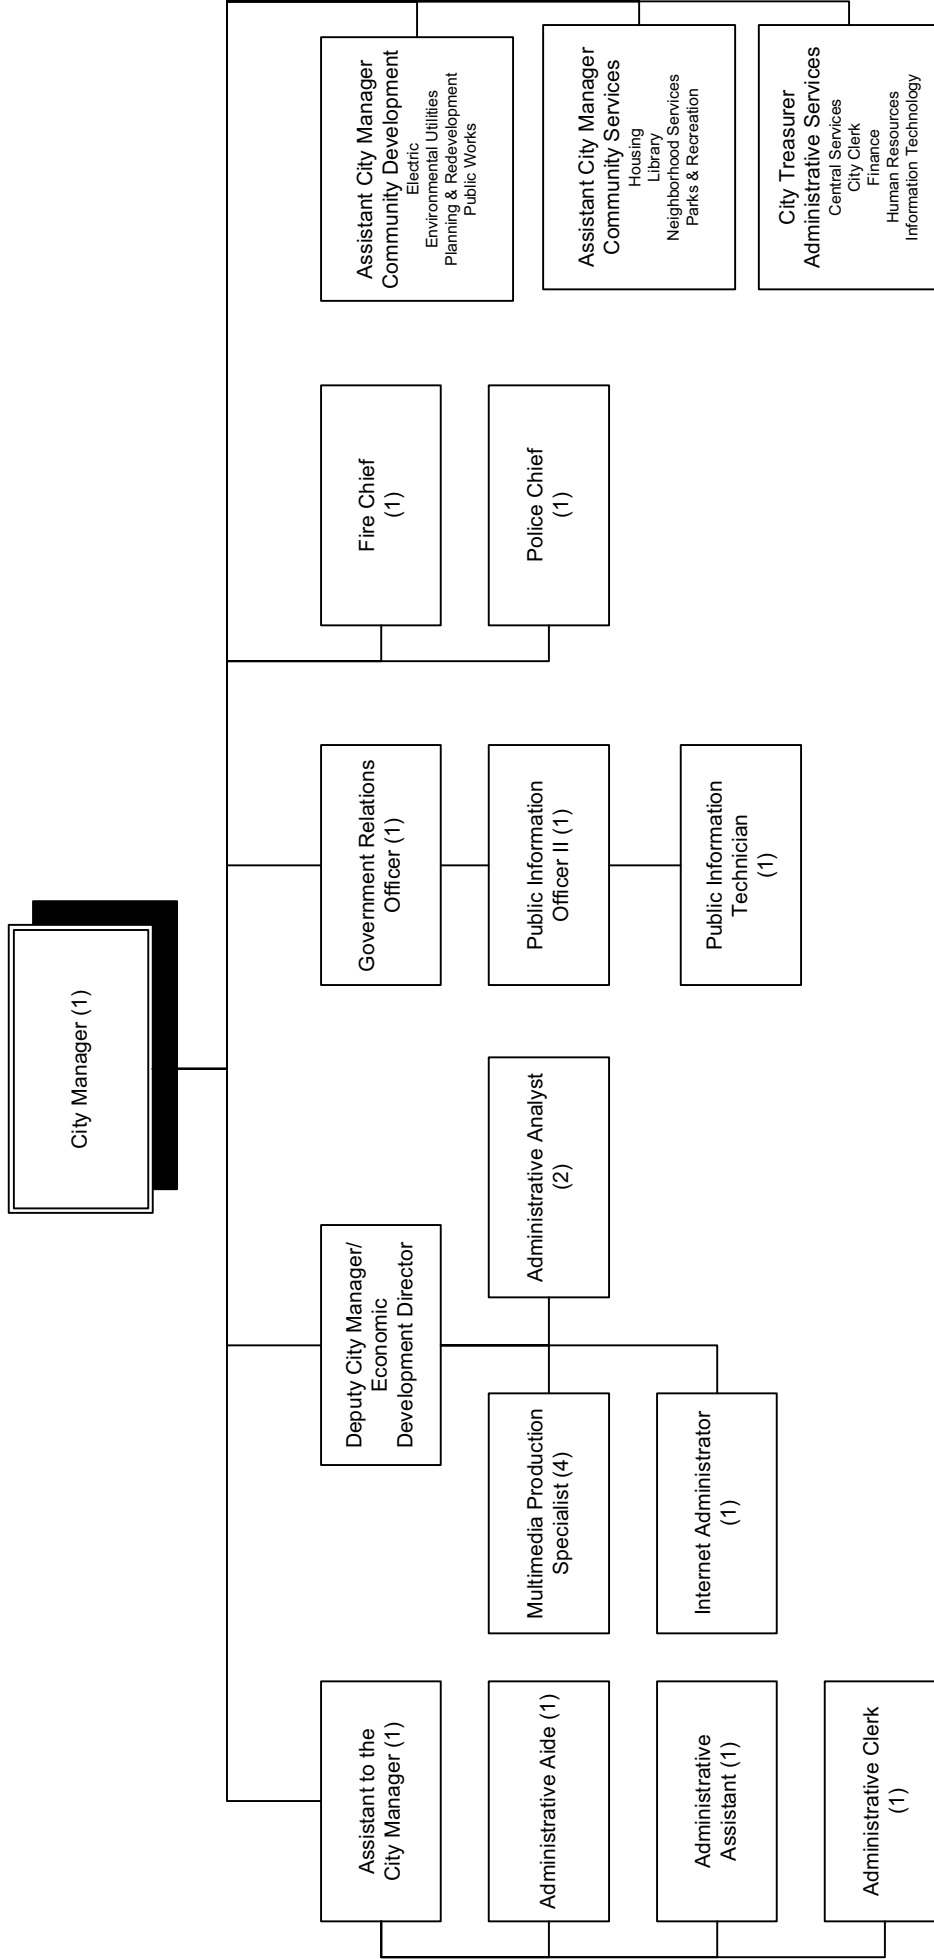 City Manager (1)
Assistant to the
City Manager (1)
Administrative Aide (1)
Administrative
Assistant (1)
Administrative Clerk
(1)
Deputy City Manager/
Economic
Development Director
Multimedia Production
Specialist (4)
Administrative Analyst
(2)
Internet Administrator
(1)
Government Relations
Officer (1)
Public Information
Officer II (1)
Public Information
Technician
(1)
Fire Chief
(1)
Police Chief
(1)
Assistant City Manager
Community Development
Electric
Environmental Utilities
Planning & Redevelopment
Public Works
Assistant City Manager
Community Services
Housing
Library
Neighborhood Services
Parks & Recreation
City Treasurer
Administrative Services
Central Services
City Clerk
Finance
Human Resources
Information Technology